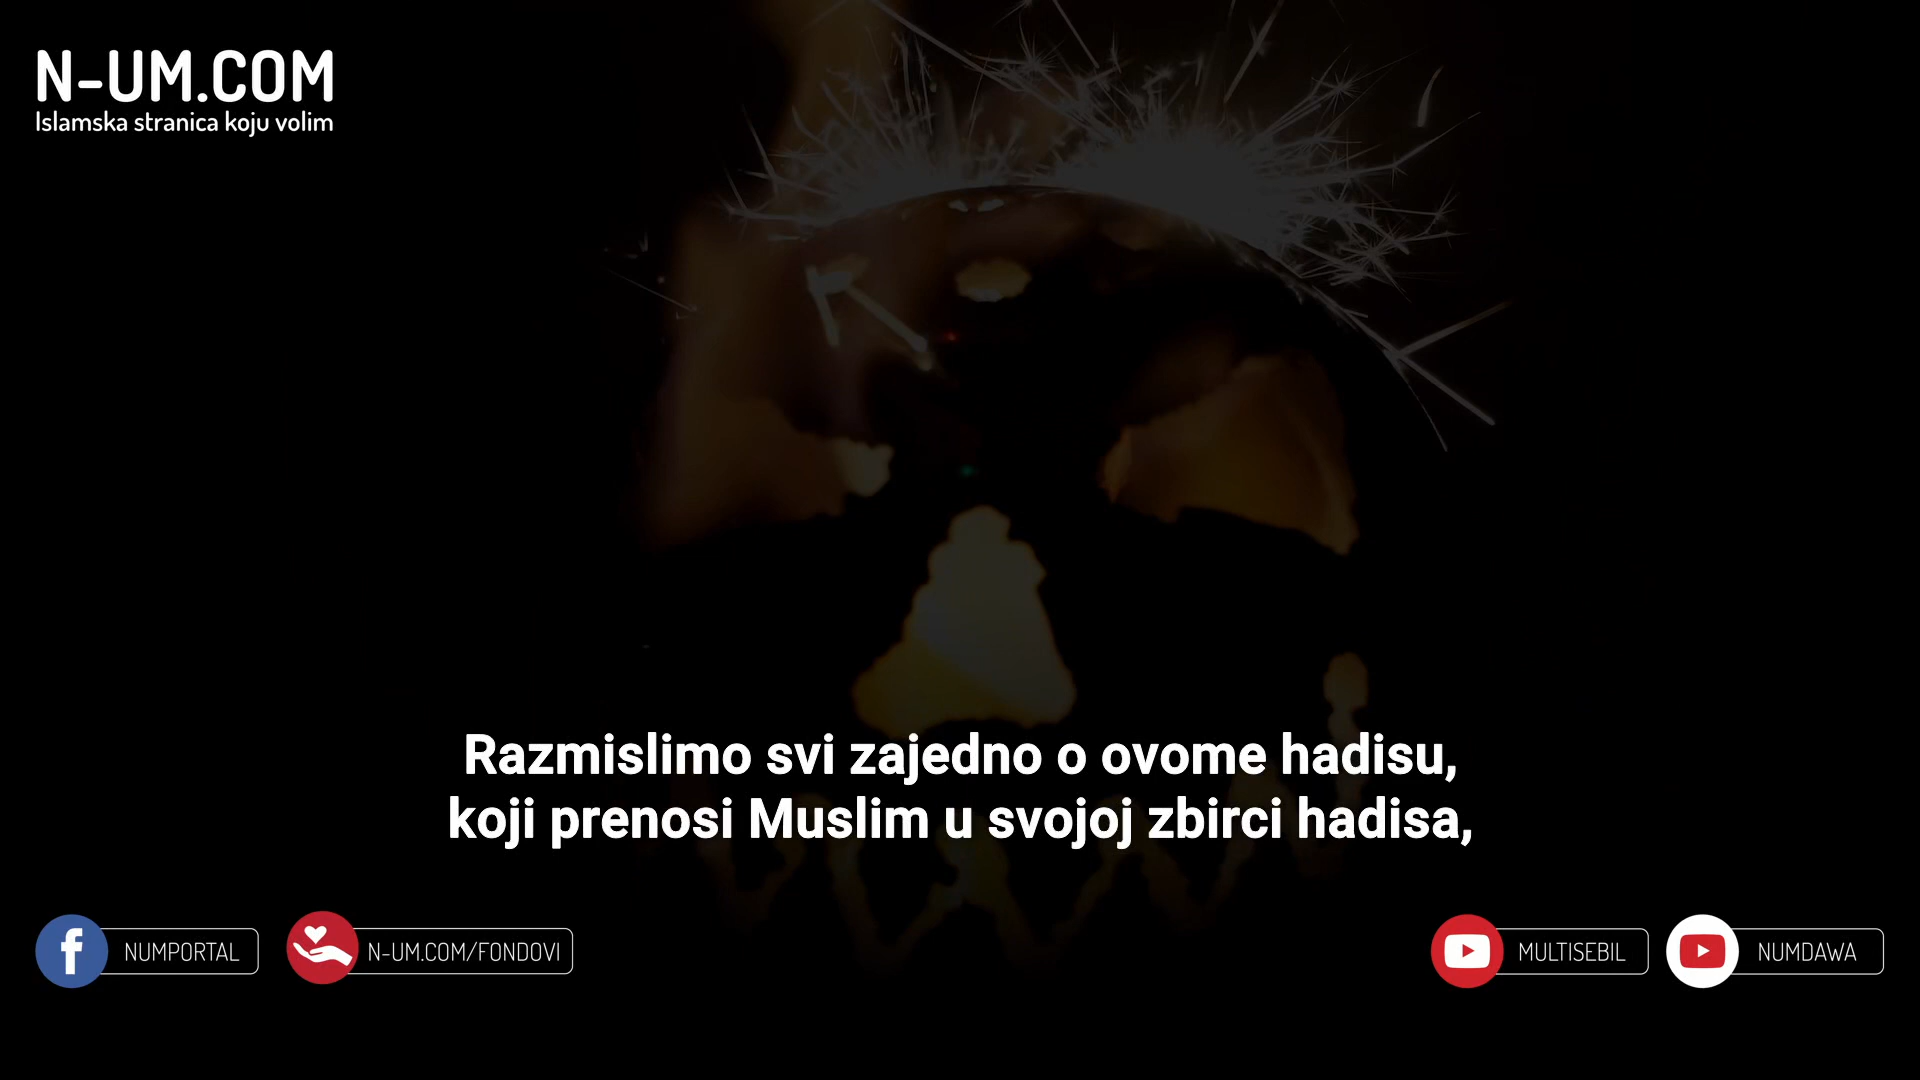 N-UM.COM
Islamska stranica koju volim
Razmislimo svi zajedno o ovome hadisu,
koji prenosi Muslim u svojoj zbirci hadisa,
NUMPORTAL
N-UM.COM/FONDOVI
MULTISEBIL
NUMDAWA